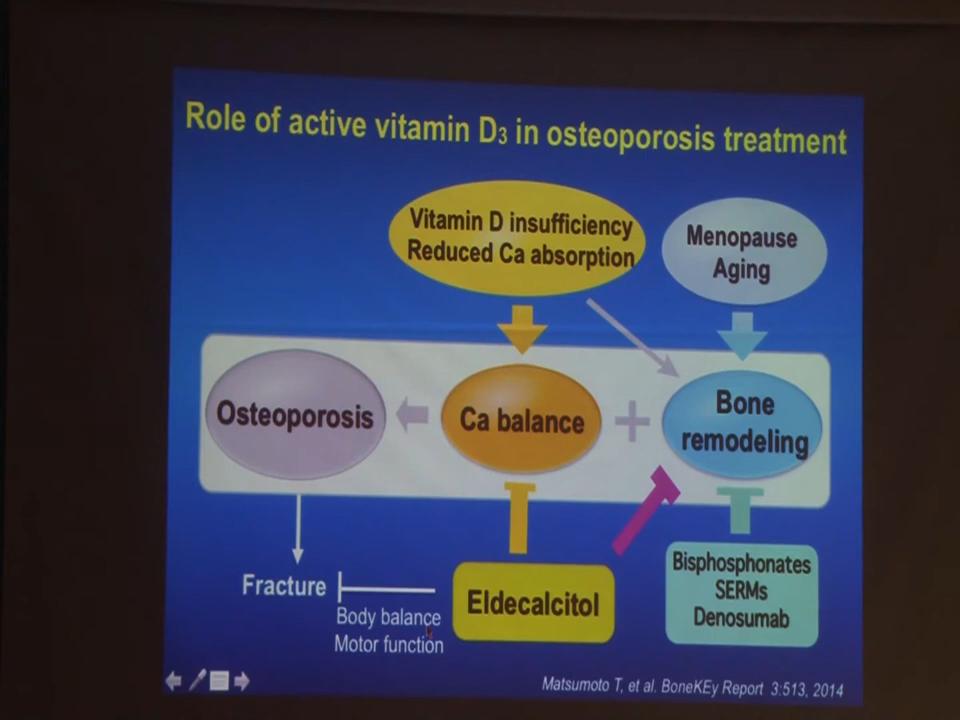 Role of active vitamin D3 in osteoporosis treatment
Vitamin D insufficiency
Reduced Ca absorption
Menopause
Aging
Osteoporosis
Ca balance
+
Bone
remodeling
Fracture
Body balance
Motor function
Eldecalcitol
Bisphosphonates
SERMs
Denosumab
Matsumoto T, et al. BoneKEy Report 3:513, 2014